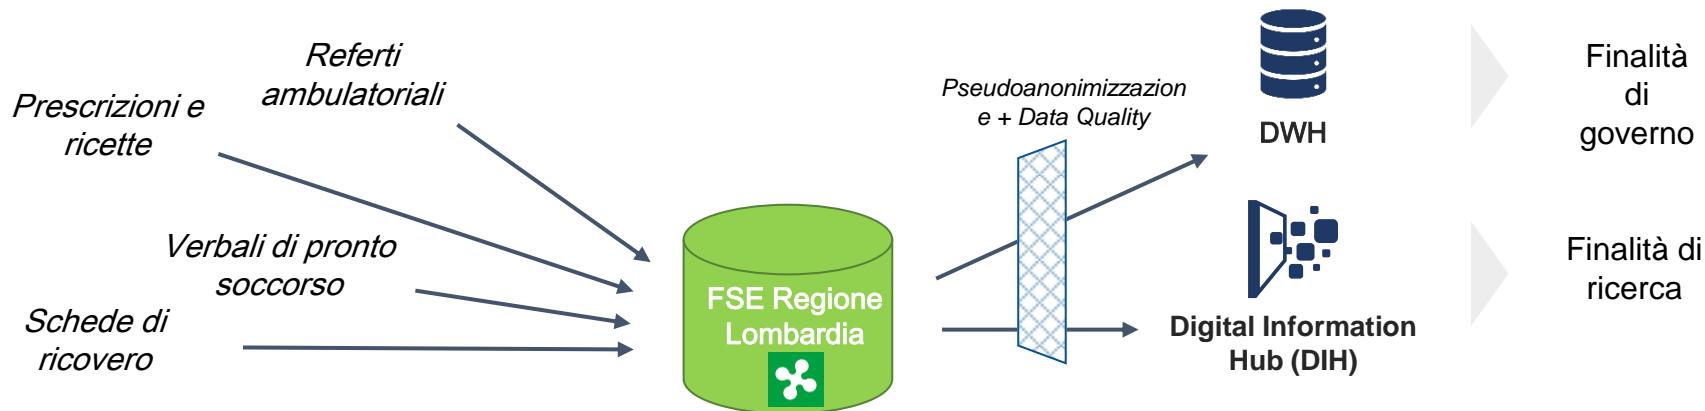 Referti
ambulatoriali
Prescrizioni e
ricette
Verbali di pronto
soccorso
Schede di
ricovero
FSE Regione
Lombardia
Pseudoanonimizzazion
e + Data Quality
DWH
Digital Information
Hub (DIH)
Finalità
di
governo
Finalità di
ricerca